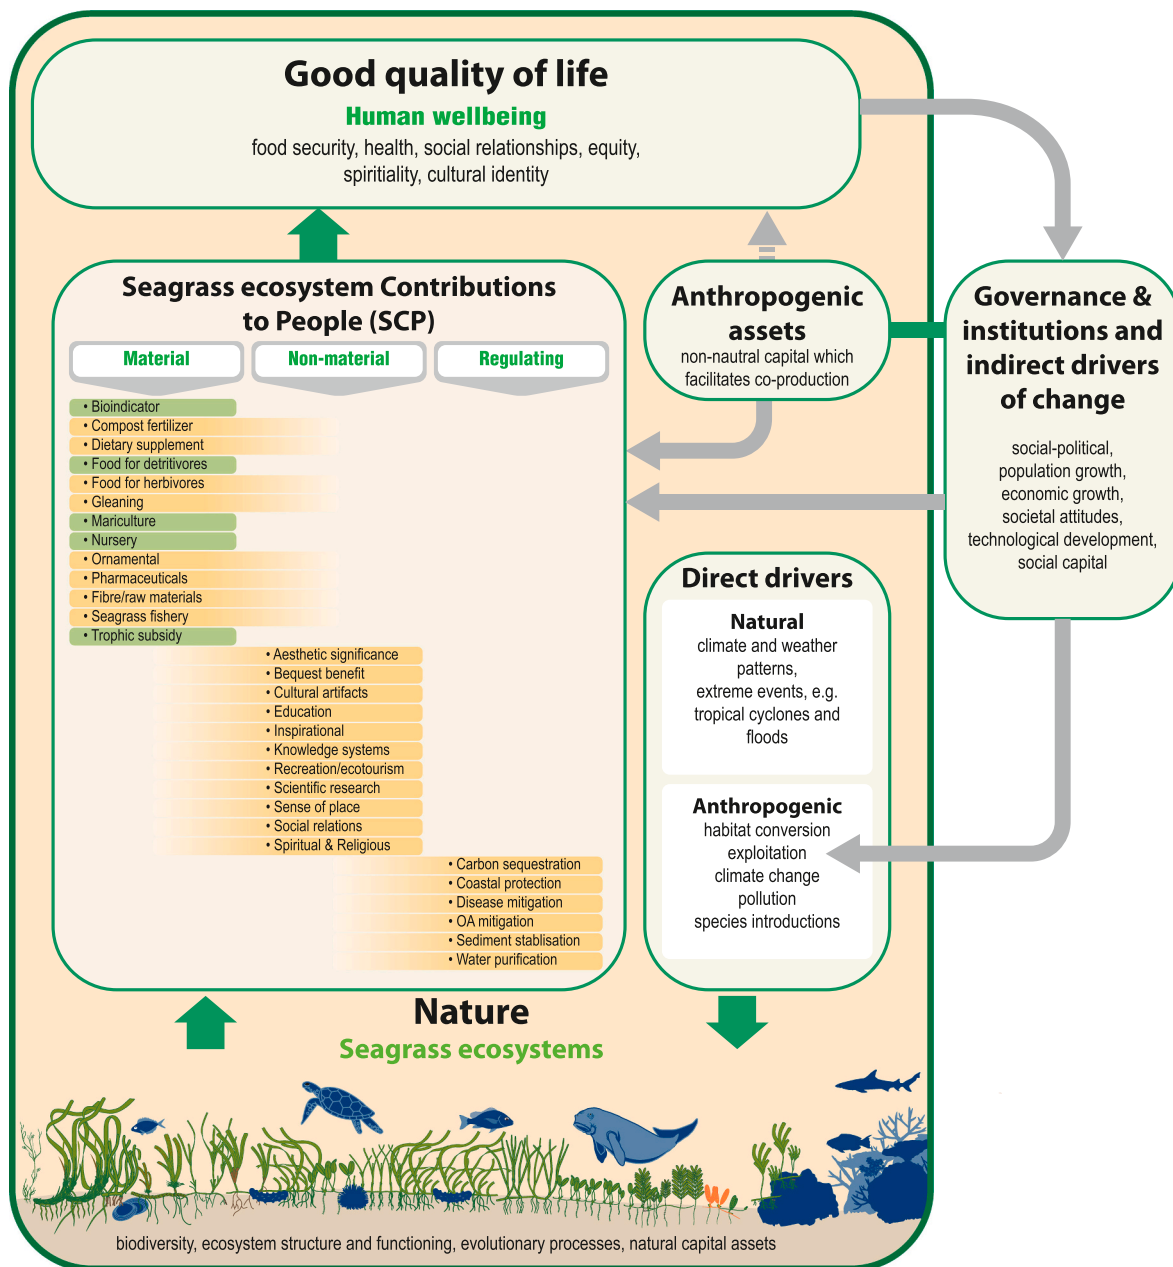 Good quality of life
Human wellbeing
food security, health, social relationships, equity,
spiritiality, cultural identity
Seagrass ecosystem Contributions
to People (SCP)
Material
Non-material
Regulating
• Bioindicator
• Compost fertilizer
• Dietary supplement
• Food for detritivores
• Food for herbivores
• Gleaning
• Mariculture
• Nursery
• Ornamental
• Pharmaceuticals
• Fibre/raw materials
• Seagrass fishery
• Trophic subsidy
• Aesthetic significance
• Bequest benefit
• Cultural artifacts
• Education
• Inspirational
• Knowledge systems
• Recreation/ecotourism
• Scientific research
• Sense of place
• Social relations
• Spiritual & Religious
• Carbon sequestration
• Coastal protection
• Disease mitigation
• OA mitigation
• Sediment stablisation
• Water purification
Anthropogenic
assets
non-nautral capital which
facilitates co-production
Governance &
institutions and
indirect drivers
of change
social-political,
population growth,
economic growth,
societal attitudes,
technological development,
social capital
Direct drivers
Natural
climate and weather
patterns,
extreme events, e.g.
tropical cyclones and
floods
Anthropogenic
habitat conversion
exploitation
climate change
pollution
species introductions
Nature
Seagrass ecosystems
biodiversity, ecosystem structure and functioning, evolutionary processes, natural capital assets